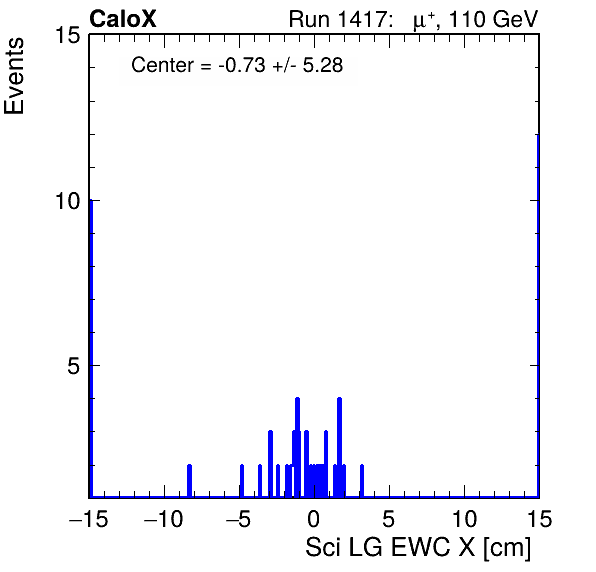 CaloX Run 1417: μ⁺, 110 GeV
Center = -0.73 +/- 5.28
Events
15
10
5
−15 −10 −5 0 5 10 15
Sci LG EWC X [cm]